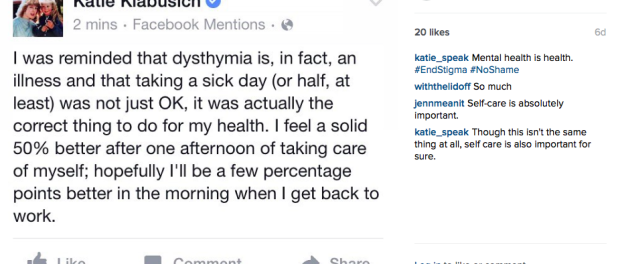 Katie Klabusich
2 mins · Facebook Mentions ·
I was reminded that dysthymia is, in fact, an
illness and that taking a sick day (or half, at
least) was not just OK, it was actually the
correct thing to do for my health. I feel a solid
50% better after one afternoon of taking care
of myself; hopefully I'll be a few percentage
points better in the morning when I get back to
work.
Like Comment Share
20 likes 6d
katie_speak Mental health is health.
#EndStigma #NoShame
withthelidoff So much
jennmeanit Self-care is absolutely
important.
katie_speak Though this isn't the same
thing at all, self care is also important for
sure.
Log in to like or comment.